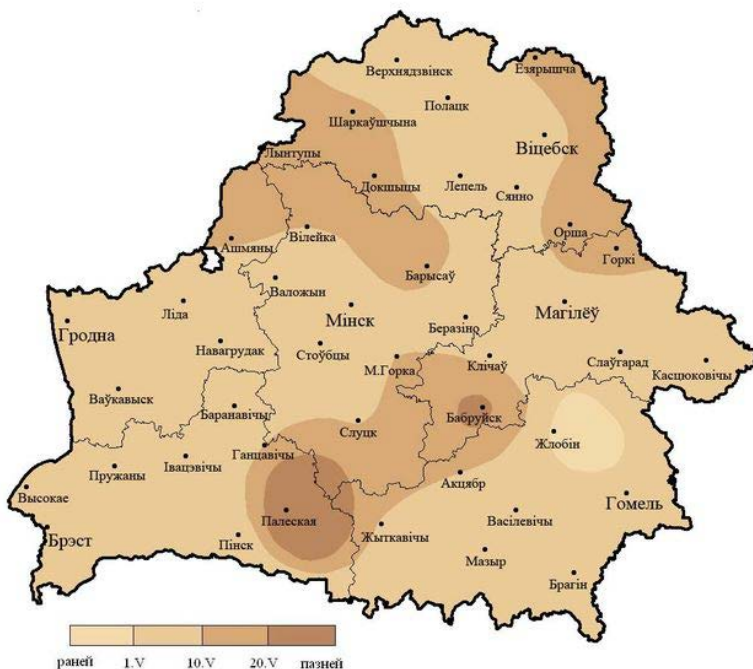 Верхнядзвінск
Езярышча
Полацк
Шаркаўшчына
Віцебск
Лынтупы
Докшыцы
Лепель
Сянно
Орша
Вілейка
Ашмяны
Горкі
Барысаў
Валожын
Ліда
Мінск
Магілёў
Гродна
Беразіно
Навагрудак
Стоўбцы
М.Горка
Клічаў
Слаўгарад
Касцюковічы
Ваўкавыск
Баранавічы
Бабруйск
Слуцк
Жлобін
Ганцавічы
Івацэвічы
Пружаны
Акцябр
Высокае
Гомель
Палеская
Васілевічы
Брэст
Пінск
Жыткавічы
Мазыр
Брагін
раней 1.V 10.V 20.V пазней